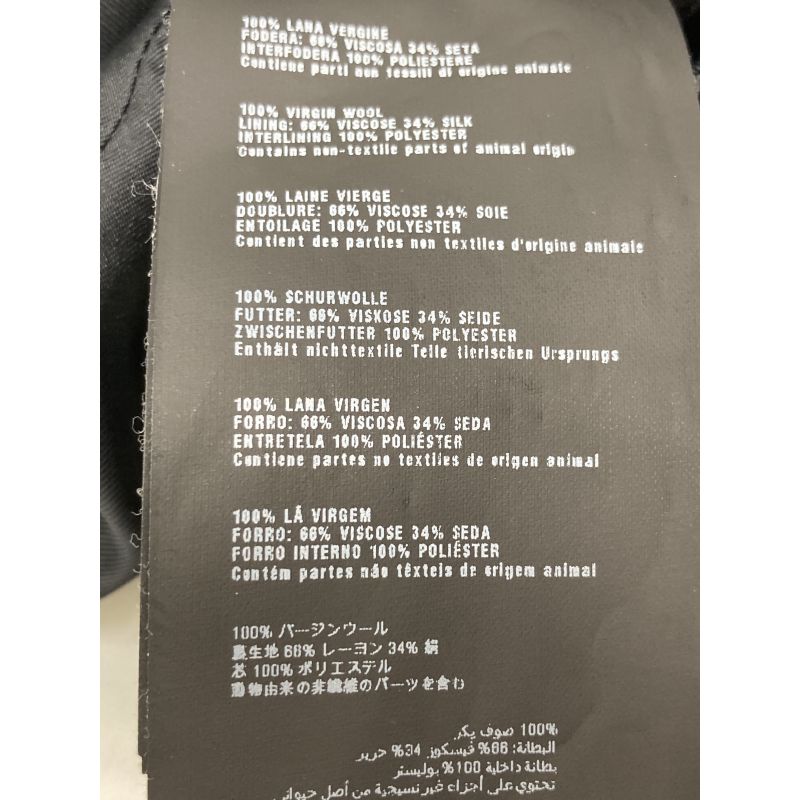 100% LANA VERGINE
FODERA: 66% VISCOSA 34% SETA
INTERFODERA 100% POLIESTERE
Contiene parti non tessili di origine animale
100% VIRGIN WOOL
LINING: 66% VISCOSE 34% SILK
INTERLINING 100% POLYESTER
Contains non-textile parts of animal origin
100% LAINE VIERGE
DOUBLURE: 66% VISCOSE 34% SOIE
ENTOILAGE 100% POLYESTER
Contient des parties non textiles d'origine animale
100% SCHURWOLLE
FUTTER: 66% VISKOSE 34% SEIDE
ZWISCHENFUTTER 100% POLYESTER
Enthält nichttextile Teile tierischen Ursprungs
100% LANA VIRGEN
FORRO: 66% VISCOSA 34% SEDA
ENTRETELA 100% POLIÉSTER
Contiene partes no textiles de origen animal
100% LÃ VIRGEM
FORRO: 66% VISCOSE 34% SEDA
FORRO INTERNO 100% POLIÉSTER
Contém partes não têxteis de origem animal
100% バージンウール
裏生地 66% レーヨン 34% 絹
芯 100% ポリエステル
動物由来の非繊維のパーツを含む
100% صوف بكر
البطانة: 66% فيسكوز 34% حرير
بطانة داخلية 100% بوليستر
تحتوي على أجزاء غير نسيجية من أصل حيواني